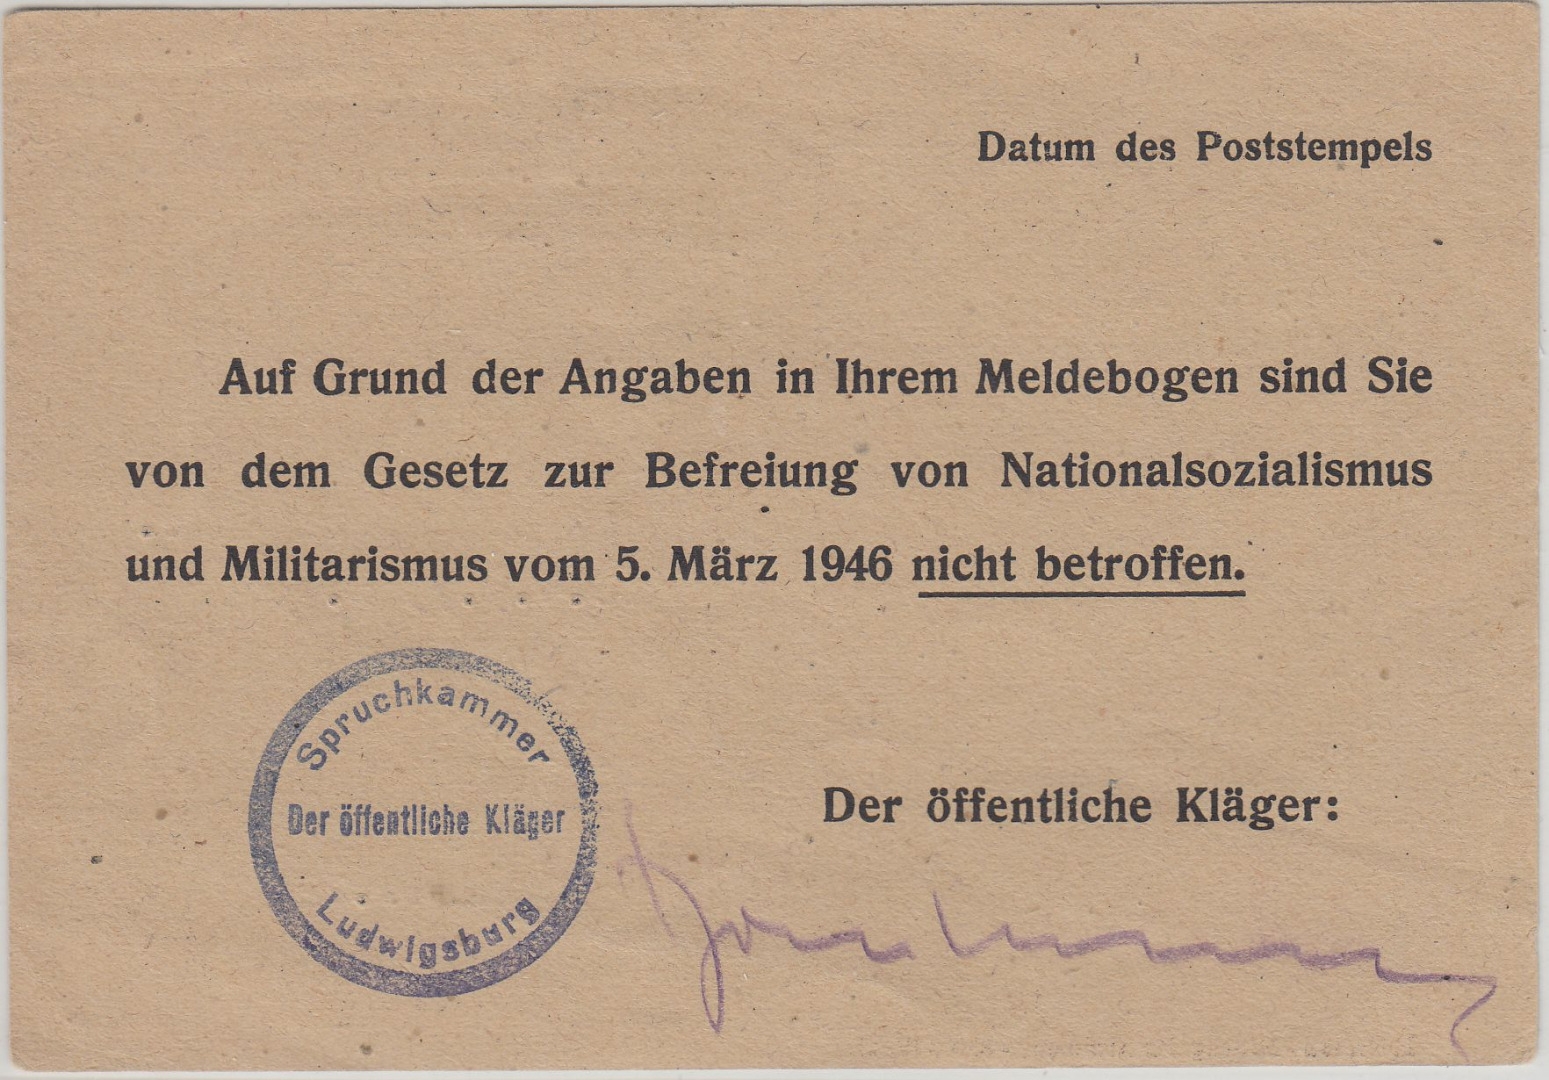 Datum des Poststempels
Auf Grund der Angaben in Ihrem Meldebogen sind Sie
von dem Gesetz zur Befreiung von Nationalsozialismus
und Militarismus vom 5. März 1946 nicht betroffen.
Spruchkammer
Der öffentliche Kläger
Ludwigsburg
Der öffentliche Kläger: